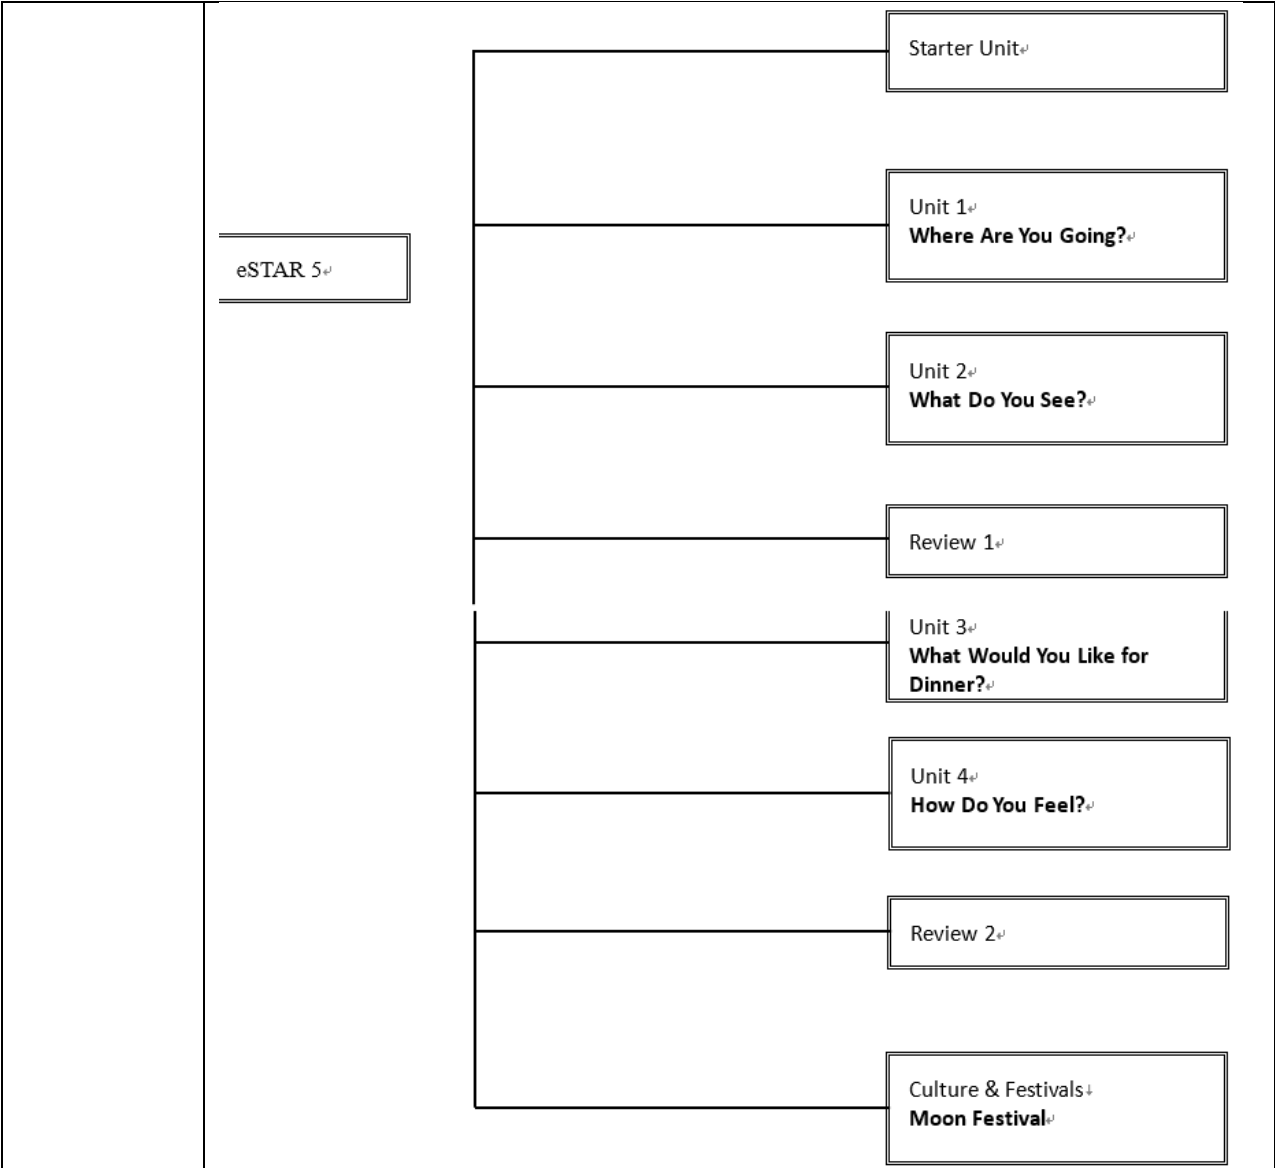 eSTAR 5
Starter Unit
Unit 1
Where Are You Going?
Unit 2
What Do You See?
Review 1
Unit 3
What Would You Like for
Dinner?
Unit 4
How Do You Feel?
Review 2
Culture & Festivals
Moon Festival